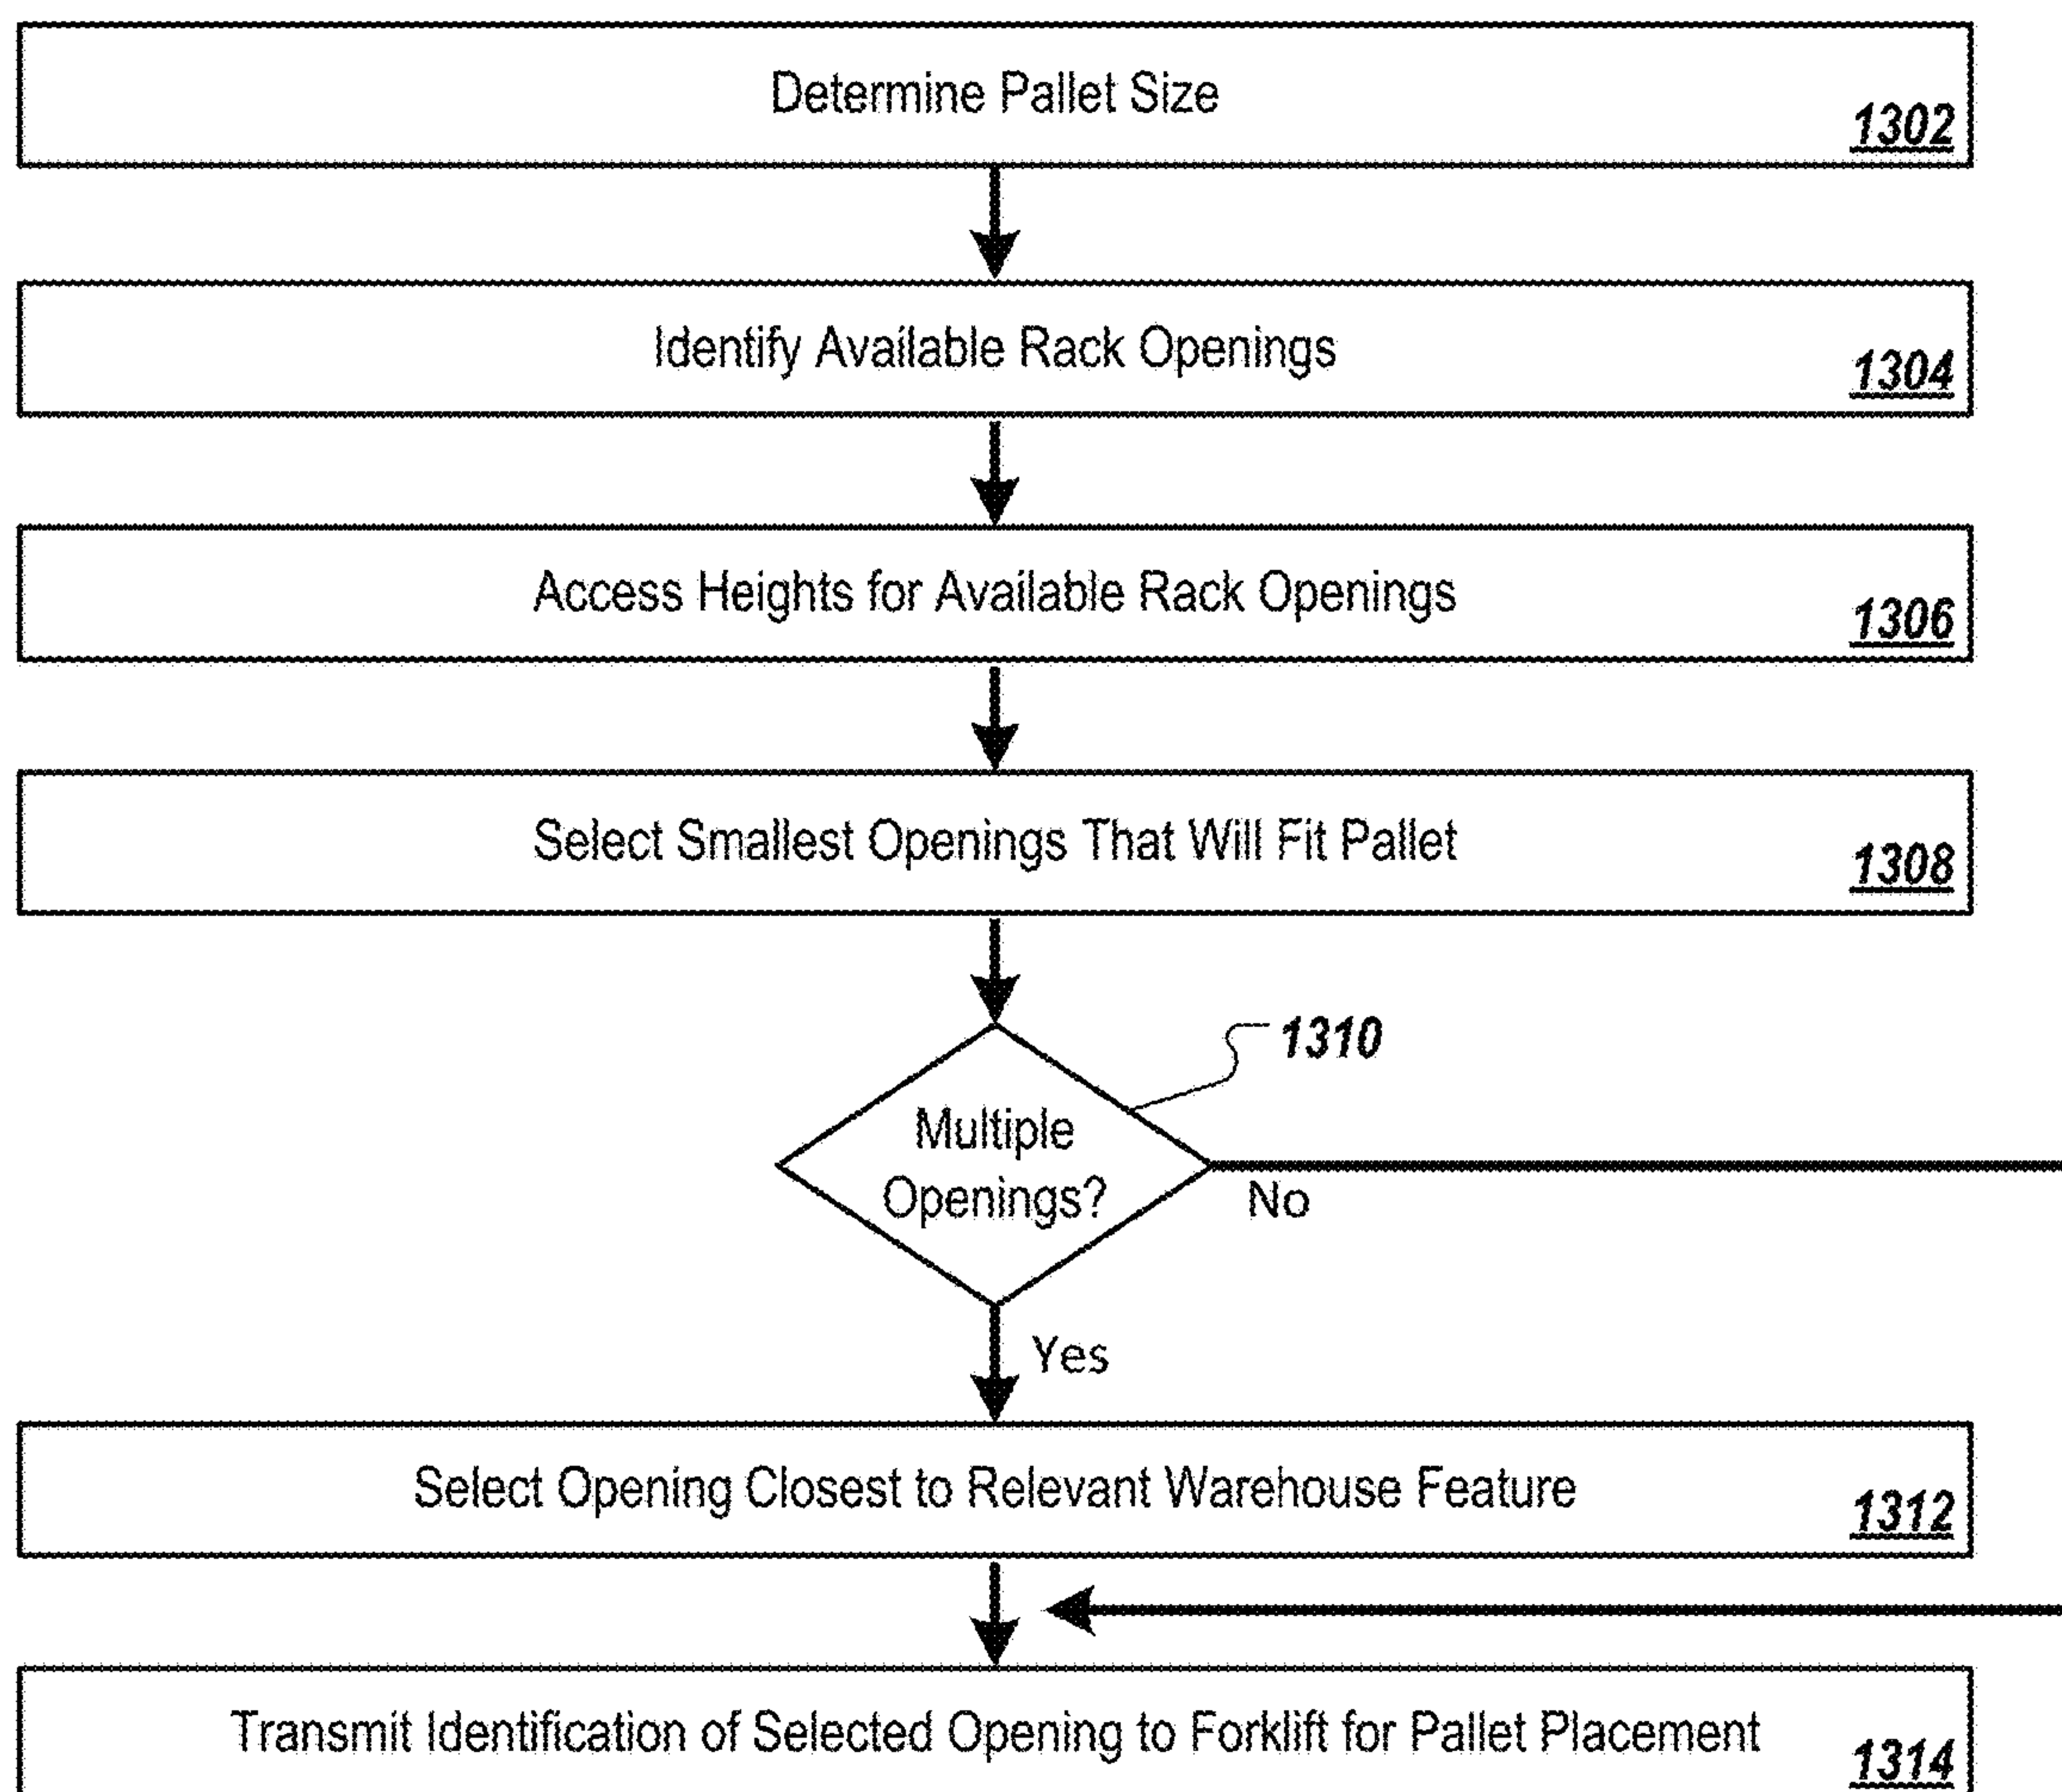 Determine Pallet Size
1302
Identify Available Rack Openings
1304
Access Heights for Available Rack Openings
1306
Select Smallest Openings That Will Fit Pallet
1308
1310
Multiple
Openings?
No
Yes
Select Opening Closest to Relevant Warehouse Feature
1312
Transmit Identification of Selected Opening to Forklift for Pallet Placement
1314